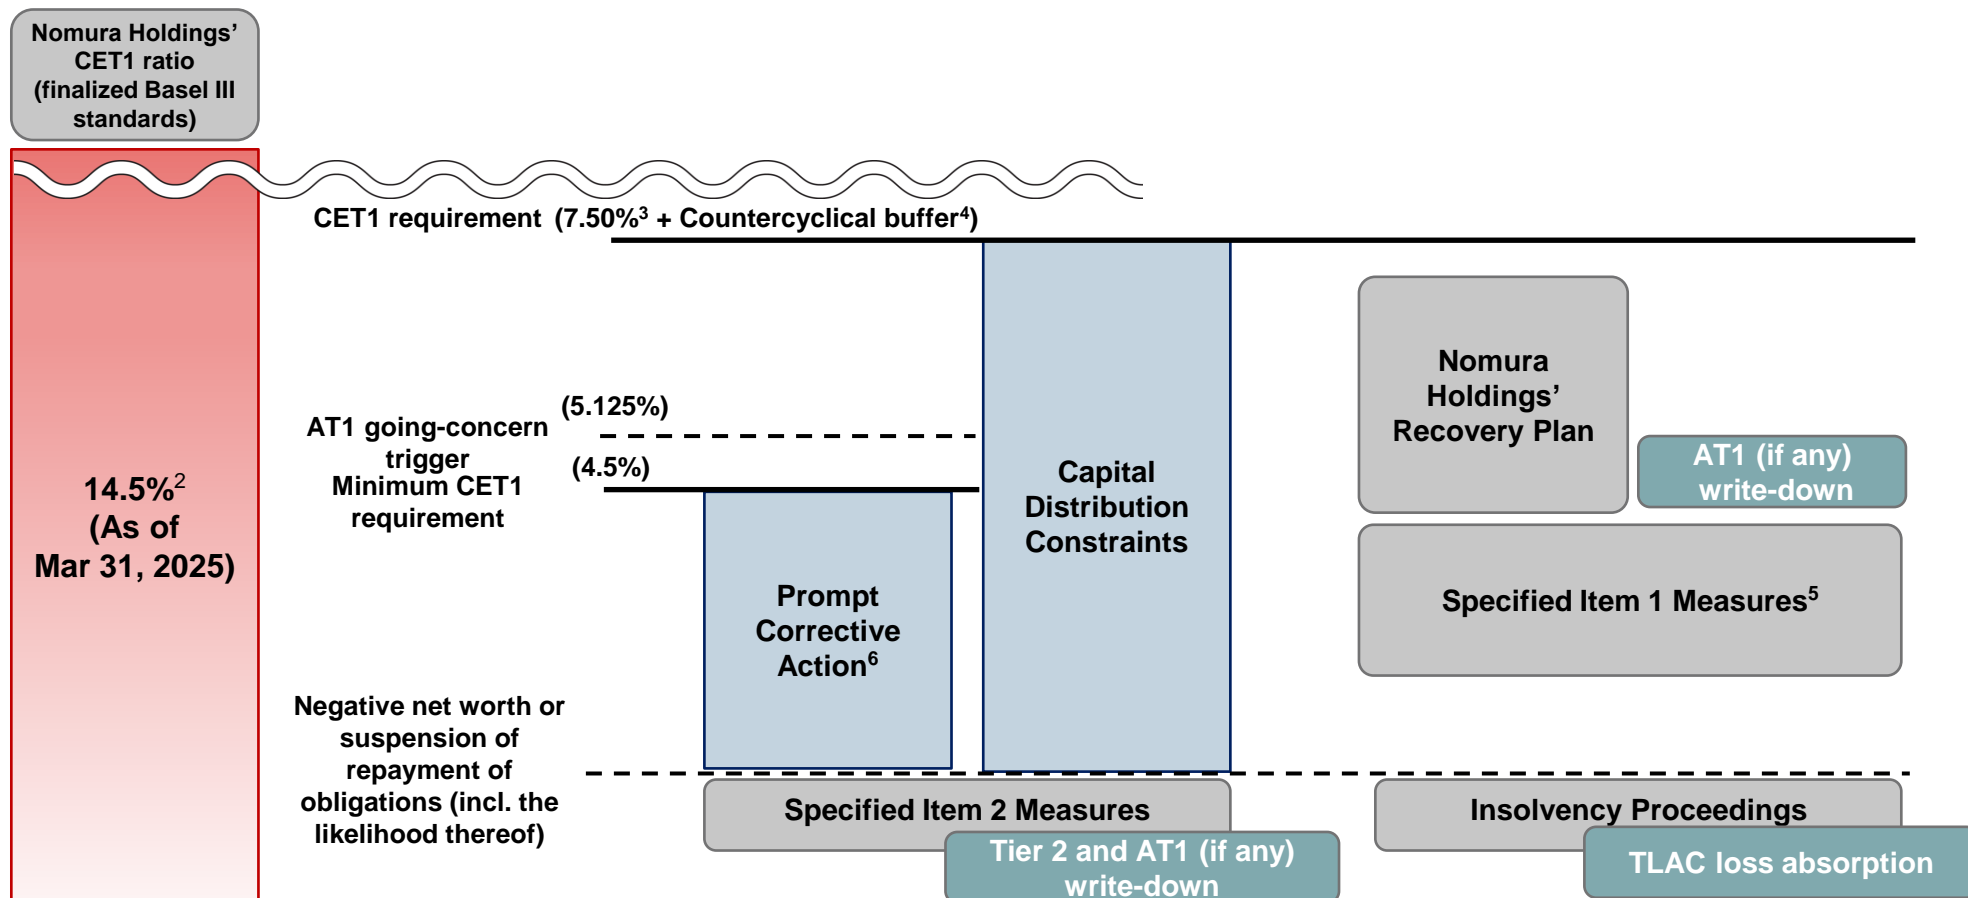 Nomura Holdings’
CET1 ratio
(finalized Basel III
standards)
14.5%2
(As of
Mar 31, 2025)
CET1 requirement (7.50%3 + Countercyclical buffer4)
(5.125%)
AT1 going-concern
trigger
(4.5%)
Minimum CET1
requirement
Negative net worth or
suspension of
repayment of
obligations (incl. the
likelihood thereof)
Prompt
Corrective
Action6
Capital
Distribution
Constraints
Nomura
Holdings’
Recovery Plan
AT1 (if any)
write-down
Specified Item 1 Measures5
Specified Item 2 Measures
Tier 2 and AT1 (if any)
write-down
Insolvency Proceedings
TLAC loss absorption